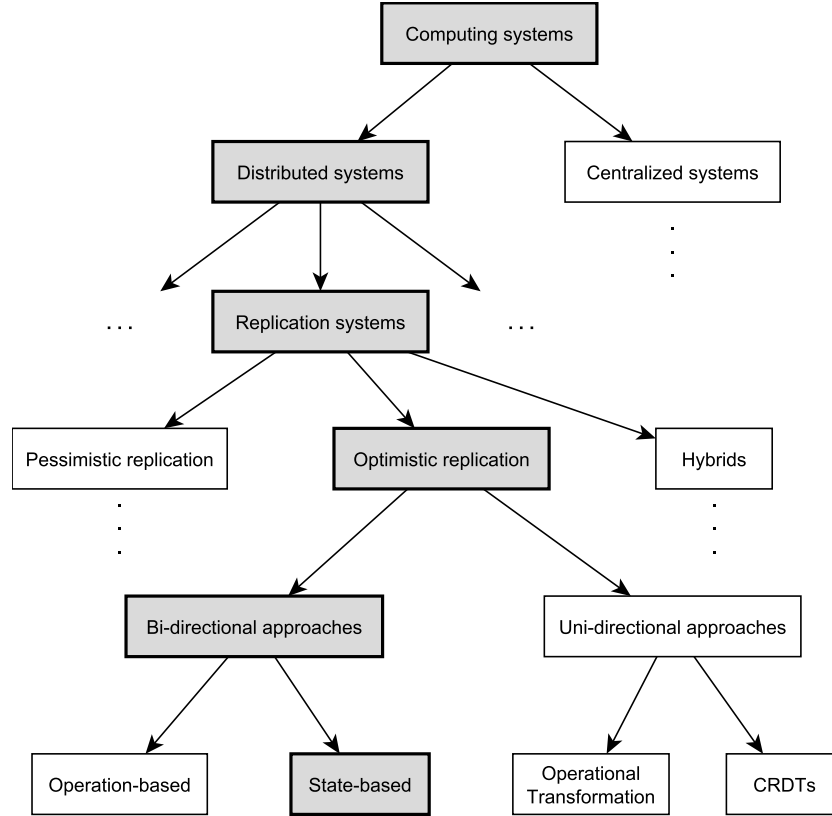 Computing systems
Distributed systems
Centralized systems
...
Replication systems
...
Pessimistic replication
Optimistic replication
Hybrids
Bi-directional approaches
Uni-directional approaches
Operation-based
State-based
Operational
Transformation
CRDTs